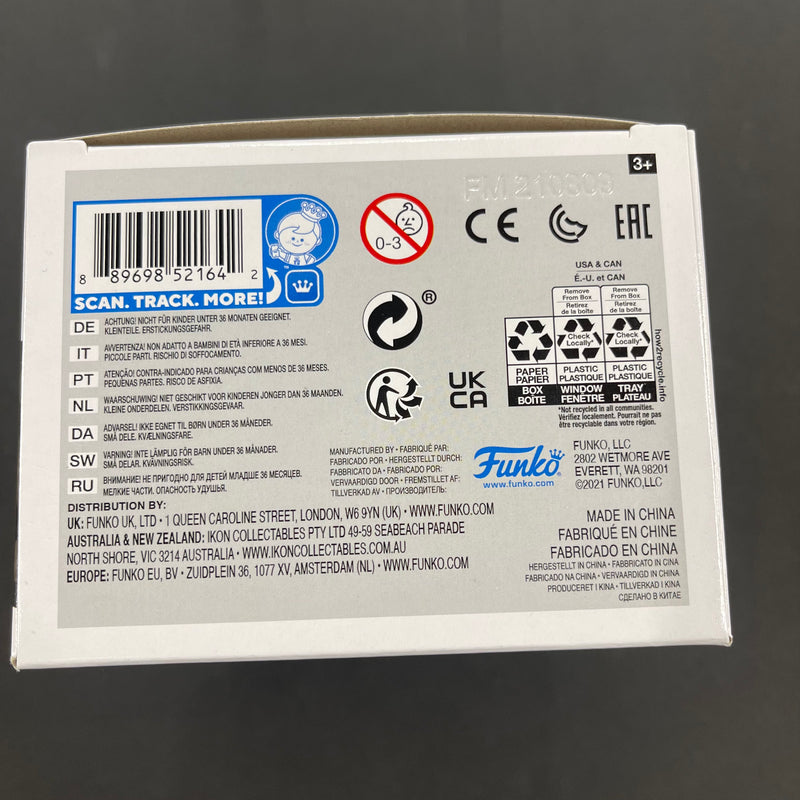 3+
FM 210609
8 89698 52164 2
SCAN. TRACK. MORE!
™
0-3
CE
EAC
®
UK
CA
USA & CAN
É.-U. et CAN
Remove
From Box
Retirez
de la boîte
Remove
From Box
Retirez
de la boîte
Check
Locally*
Check
Locally*
PAPER
PAPIER
PLASTIC
PLASTIQUE
PLASTIC
PLASTIQUE
BOX
BOÎTE
WINDOW
FENÊTRE
TRAY
PLATEAU
how2recycle.info
*Not recycled in all communities.
Vérifiez localement. Pourrait ne pas
être recyclable dans votre région.
DE ACHTUNG! NICHT FÜR KINDER UNTER 36 MONATEN GEEIGNET.
KLEINTEILE. ERSTICKUNGSGEFAHR.
IT AVVERTENZA! NON ADATTO A BAMBINI DI ETÀ INFERIORE A 36 MESI.
PICCOLE PARTI. RISCHIO DI SOFFOCAMENTO.
PT ATENÇÃO! CONTRA-INDICADO PARA CRIANÇAS COM MENOS DE 36 MESES.
PEQUENAS PARTES. RISCO DE ASFIXIA.
NL WAARSCHUWING! NIET GESCHIKT VOOR KINDEREN JONGER DAN 36 MAANDEN.
KLEINE ONDERDELEN. VERSTIKKINGSGEVAAR.
DA ADVARSEL! IKKE EGNET TIL BØRN UNDER 36 MÅNEDER.
SMÅ DELE. KVÆLNINGSFARE.
SW VARNING! INTE LÄMPLIG FÖR BARN UNDER 36 MÅNADER.
SMÅ DELAR. KVÄVNINGSRISK.
RU ВНИМАНИЕ! НЕ ПРИГОДНО ДЛЯ ДЕТЕЙ МЛАДШЕ 36 МЕСЯЦЕВ.
МЕЛКИЕ ЧАСТИ. ОПАСНОСТЬ УДУШЬЯ.
MANUFACTURED BY • FABRIQUÉ PAR:
FABRICADO POR • HERGESTELLT DURCH:
FABBRICATO DA • FABRICADO POR:
VERVAARDIGD DOOR • FREMSTILLET AF:
TILLVERKAD AV • ПРОИЗВОДИТЕЛЬ:
Funko
www.funko.com
FUNKO, LLC
2802 WETMORE AVE
EVERETT, WA 98201
©2021 FUNKO,LLC
DISTRIBUTION BY:
UK: FUNKO UK, LTD • 1 QUEEN CAROLINE STREET, LONDON, W6 9YN (UK) • WWW.FUNKO.COM
AUSTRALIA & NEW ZEALAND: IKON COLLECTABLES PTY LTD 49-59 SEABEACH PARADE
NORTH SHORE, VIC 3214 AUSTRALIA • WWW.IKONCOLLECTABLES.COM.AU
EUROPE: FUNKO EU, BV • ZUIDPLEIN 36, 1077 XV, AMSTERDAM (NL) • WWW.FUNKO.COM
MADE IN CHINA
FABRIQUÉ EN CHINE
FABRICADO EN CHINA
HERGESTELLT IN CHINA • FABBRICATO IN CINA
FABRICADO NA CHINA • VERVAARDIGD IN CHINA
PRODUCERET I KINA • TILLVERKAD I KINA
СДЕЛАНО В КИТАЕ